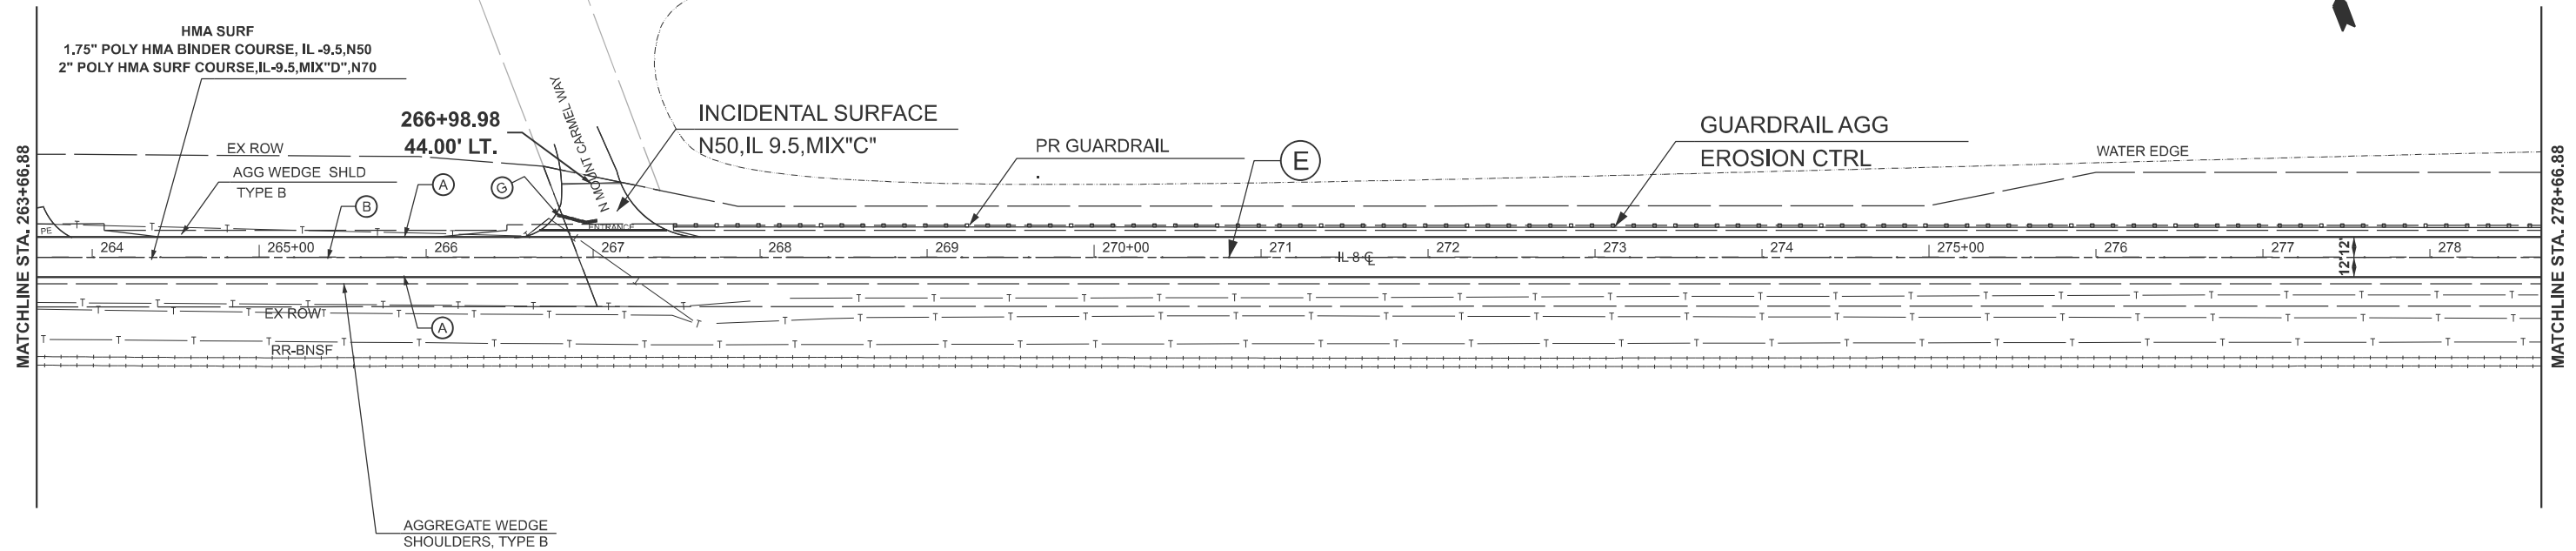 HMA SURF
1.75" POLY HMA BINDER COURSE, IL -9.5,N50
2" POLY HMA SURF COURSE,IL-9.5,MIX"D",N70
MATCHLINE STA. 263+66.88
EX ROW
AGG WEDGE SHLD
TYPE B
266+98.98
44.00' LT.
N MOUNT CARMEL WAY
INCIDENTAL SURFACE
N50,IL 9.5,MIX"C"
PR GUARDRAIL
E
GUARDRAIL AGG
EROSION CTRL
WATER EDGE
A
B
G
PE
ENTRANCE
264 265+00 266 267 268 269 270+00 271 272 273 274 275+00 276 277 278
IL 8 ℄
12' 12'
EX ROW
A
RR-BNSF
T T T T T T T T T T T T T T T T T T T T T T T T T T T T T T T T T
AGGREGATE WEDGE
SHOULDERS, TYPE B
MATCHLINE STA. 278+66.88